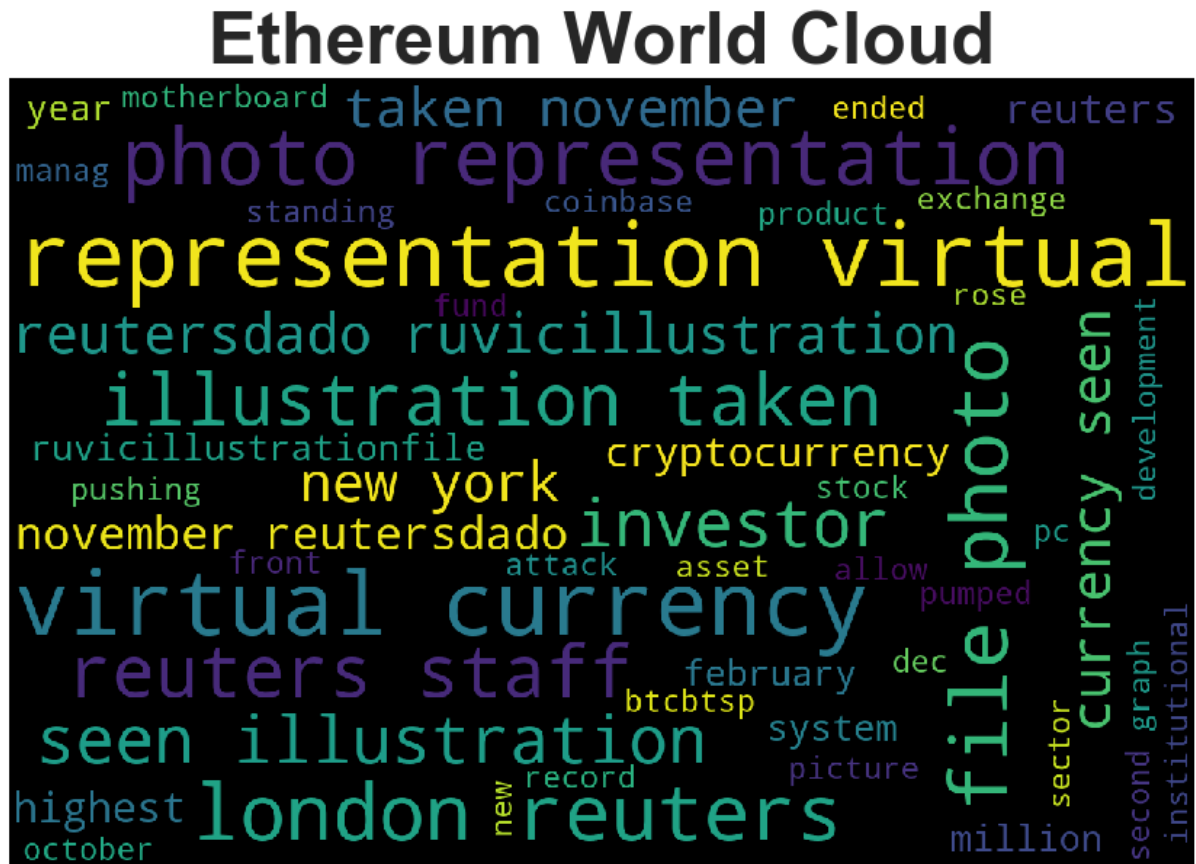 Ethereum World Cloud
year motherboard taken november ended reuters
manag photo representation
standing coinbase product exchange
representation virtual
fund rose
reutersdado ruvicillustration
illustration taken
ruvicillustrationfile cryptocurrency
pushing new york stock
november reutersdado investor
front attack asset allow
pumped
virtual currency
reuters staff february dec
btcbtsp
seen illustration system
picture
highest london new record reuters million
october
file photo
currency seen
development
pc
sector
second graph
institutional